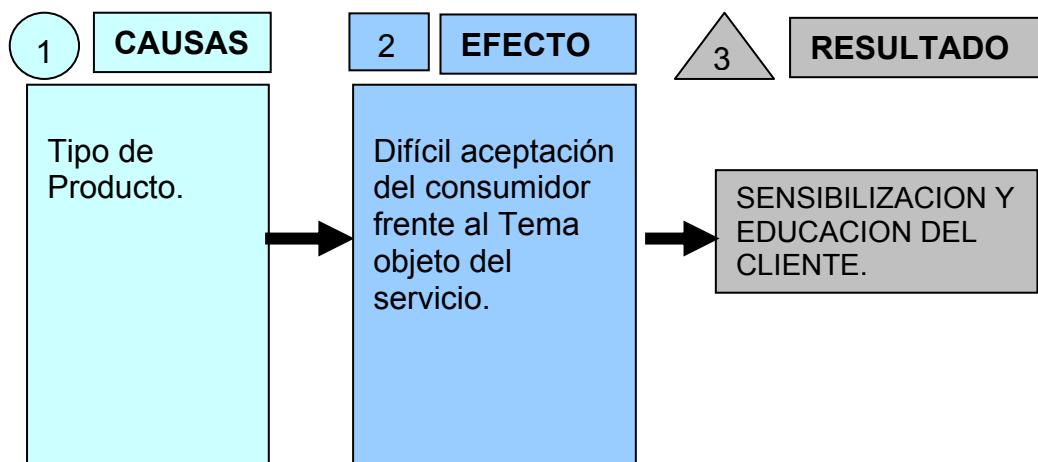 1
CAUSAS
2
EFECTO
3
RESULTADO
Tipo de
Producto.
Difícil aceptación
del consumidor
frente al Tema
objeto del
servicio.
SENSIBILIZACION Y
EDUCACION DEL
CLIENTE.